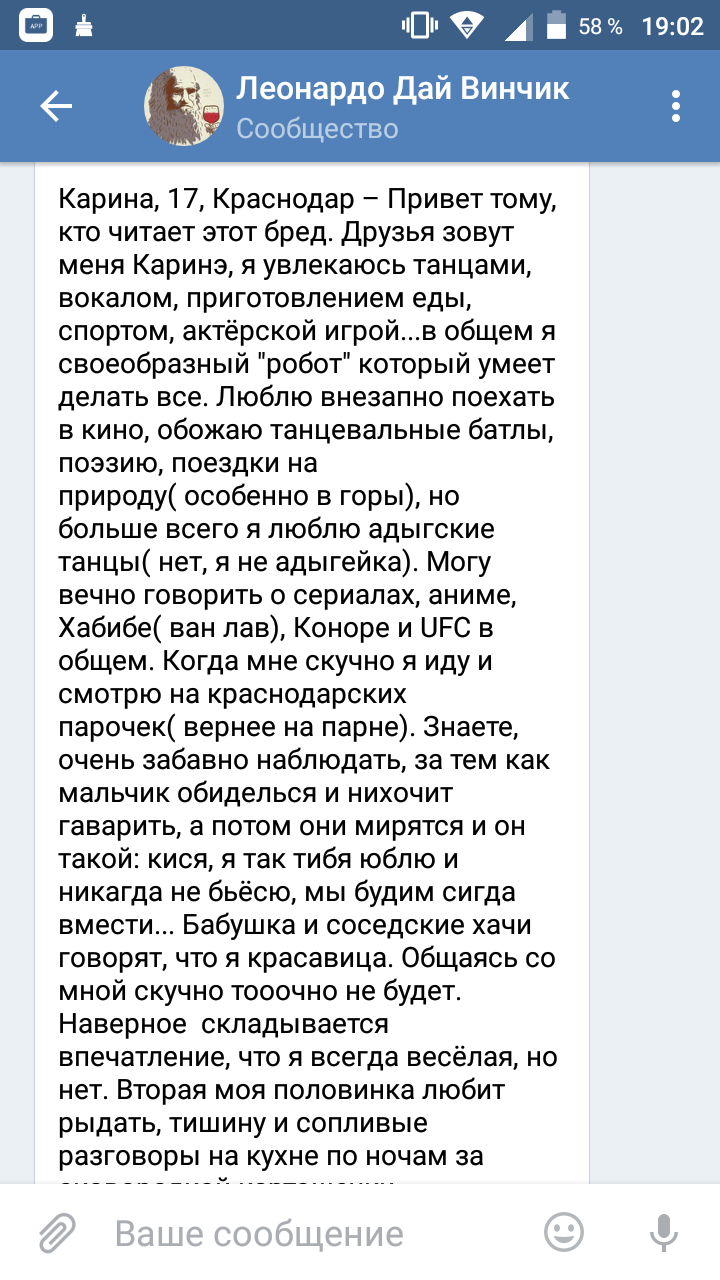 APP
58 %
19:02
Леонардо Дай Винчик
Сообщество
Карина, 17, Краснодар – Привет тому,
кто читает этот бред. Друзья зовут
меня Каринэ, я увлекаюсь танцами,
вокалом, приготовлением еды,
спортом, актёрской игрой...в общем я
своеобразный "робот" который умеет
делать все. Люблю внезапно поехать
в кино, обожаю танцевальные батлы,
поэзию, поездки на
природу( особенно в горы), но
больше всего я люблю адыгские
танцы( нет, я не адыгейка). Могу
вечно говорить о сериалах, аниме,
Хабибе( ван лав), Коноре и UFC в
общем. Когда мне скучно я иду и
смотрю на краснодарских
парочек( вернее на парне). Знаете,
очень забавно наблюдать, за тем как
мальчик обиделься и нихочит
гаварить, а потом они мирятся и он
такой: кися, я так тибя юблю и
никагда не бьёсю, мы будим сигда
вмести... Бабушка и соседские хачи
говорят, что я красавица. Общаясь со
мной скучно тооочно не будет.
Наверное  складывается
впечатление, что я всегда весёлая, но
нет. Вторая моя половинка любит
рыдать, тишину и сопливые
разговоры на кухне по ночам за
Ваше сообщение